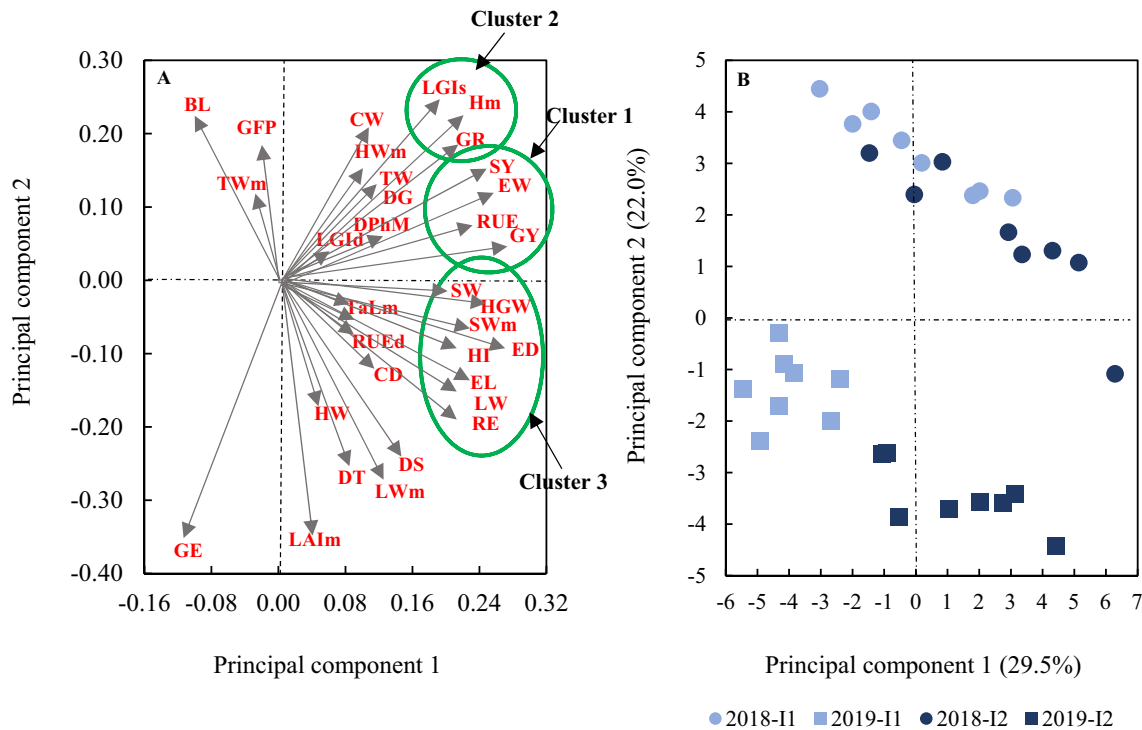 Cluster 2
0.30
A
5
B
LGIs
BL
Hm
4
0.20
CW
Cluster 1
GFP
GR
3
HWm
SY
TW
EW
2
TWm
DG
0.10
DPhM
RUE
1
LGId
GY
0.00
SW
0
HGW
TaLm
SWm
-1
RUEd
HI
ED
-0.10
CD
EL
-2
LW
HW
RE
-0.20
-3
DS
Cluster 3
DT
LWm
-0.30
-4
LAIm
GE
-0.40
-5
-0.16 -0.08 0.00 0.08 0.16 0.24 0.32
-6 -5 -4 -3 -2 -1 0 1 2 3 4 5 6 7
Principal component 2
Principal component 2 (22.0%)
Principal component 1
Principal component 1 (29.5%)
2018-I1 2019-I1 2018-I2 2019-I2